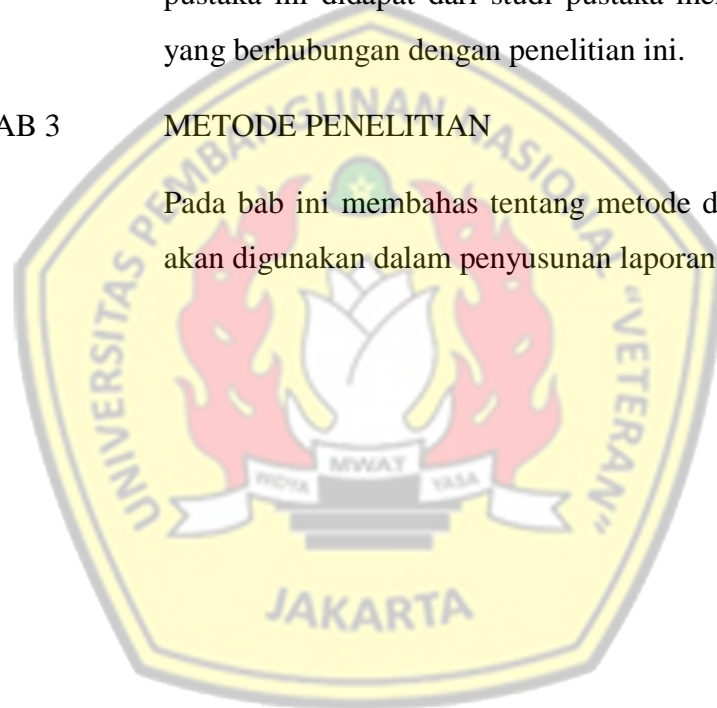 pustaka ini didapat dari studi pustaka
yang berhubungan dengan penelitian ini.
AB 3 METODE PENELITIAN
Pada bab ini membahas tentang metode d
akan digunakan dalam penyusunan laporan
UNIVERSITAS PEMBANGUNAN NASIONAL "VETERAN"
WIDYA MWAT YASA
JAKARTA